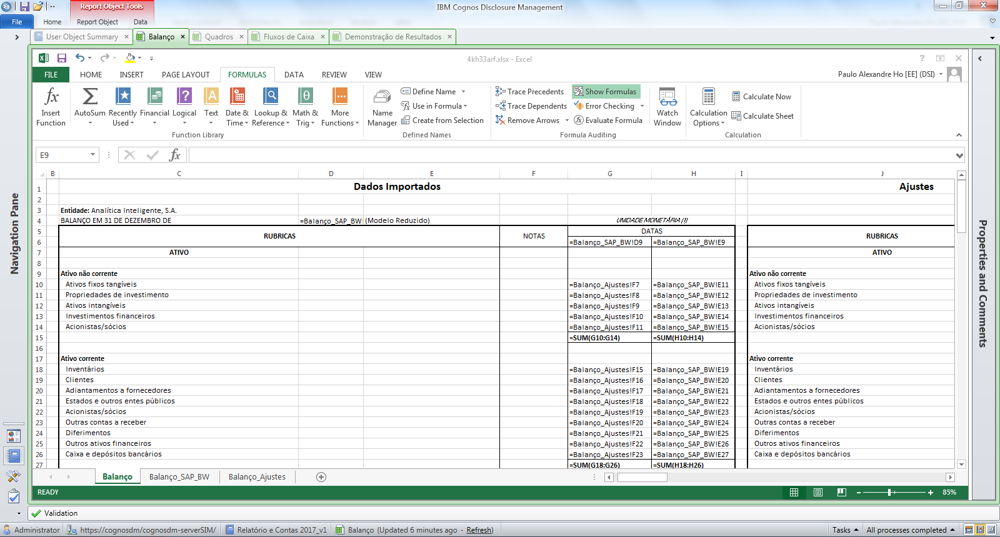 Report Object Tools
IBM Cognos Disclosure Management
File Home Report Object Data
User Object Summary × Balanço × Quadros × Fluxos de Caixa × Demonstração de Resultados ×
4kh33arf.xlsx - Excel
FILE HOME INSERT PAGE LAYOUT FORMULAS DATA REVIEW VIEW
Paulo Alexandre Ho [EE] (DSI)
Insert Function
AutoSum
Recently Used
Financial
Logical
Text
Date & Time
Lookup & Reference
Math & Trig
More Functions
Function Library
Name Manager
Define Name
Use in Formula
Create from Selection
Defined Names
Trace Precedents
Trace Dependents
Remove Arrows
Show Formulas
Error Checking
Evaluate Formula
Formula Auditing
Watch Window
Calculation Options
Calculate Now
Calculate Sheet
Calculation
E9 fx
B C D E F G H I J
1 Dados Importados Ajustes
2
3 Entidade: Analítica Inteligente, S.A.
4 BALANÇO EM 31 DE DEZEMBRO DE =Balanço_SAP_BW! (Modelo Reduzido) UNIDADE MONETÁRIA (1)
5 RUBRICAS NOTAS DATAS RUBRICAS
6 =Balanço_SAP_BW!D9 =Balanço_SAP_BW!E9
7 ATIVO ATIVO
8
9 Ativo não corrente Ativo não corrente
10 Ativos fixos tangíveis =Balanço_Ajustes!F7 =Balanço_SAP_BW!E11 Ativos fixos tangíveis
11 Propriedades de investimento =Balanço_Ajustes!F8 =Balanço_SAP_BW!E12 Propriedades de investimento
12 Ativos intangíveis =Balanço_Ajustes!F9 =Balanço_SAP_BW!E13 Ativos intangíveis
13 Investimentos financeiros =Balanço_Ajustes!F10 =Balanço_SAP_BW!E14 Investimentos financeiros
14 Acionistas/sócios =Balanço_Ajustes!F11 =Balanço_SAP_BW!E15 Acionistas/sócios
15 =SUM(G10:G14) =SUM(H10:H14)
16
17 Ativo corrente Ativo corrente
18 Inventários =Balanço_Ajustes!F15 =Balanço_SAP_BW!E19 Inventários
19 Clientes =Balanço_Ajustes!F16 =Balanço_SAP_BW!E20 Clientes
20 Adiantamentos a fornecedores =Balanço_Ajustes!F17 =Balanço_SAP_BW!E21 Adiantamentos a fornecedores
21 Estados e outros entes públicos =Balanço_Ajustes!F18 =Balanço_SAP_BW!E22 Estados e outros entes públicos
22 Acionistas/sócios =Balanço_Ajustes!F19 =Balanço_SAP_BW!E23 Acionistas/sócios
23 Outras contas a receber =Balanço_Ajustes!F20 =Balanço_SAP_BW!E24 Outras contas a receber
24 Diferimentos =Balanço_Ajustes!F21 =Balanço_SAP_BW!E25 Diferimentos
25 Outros ativos financeiros =Balanço_Ajustes!F22 =Balanço_SAP_BW!E26 Outros ativos financeiros
26 Caixa e depósitos bancários =Balanço_Ajustes!F23 =Balanço_SAP_BW!E27 Caixa e depósitos bancários
27 =SUM(G18:G26) =SUM(H18:H26)
Navigation Pane
Properties and Comments
Balanço Balanço_SAP_BW Balanço_Ajustes
READY 85%
Validation
Administrator https://cognosdm/cognosdm-serverSIM/ Relatório e Contas 2017_v1 Balanço (Updated 6 minutes ago - Refresh) Tasks All processes completed